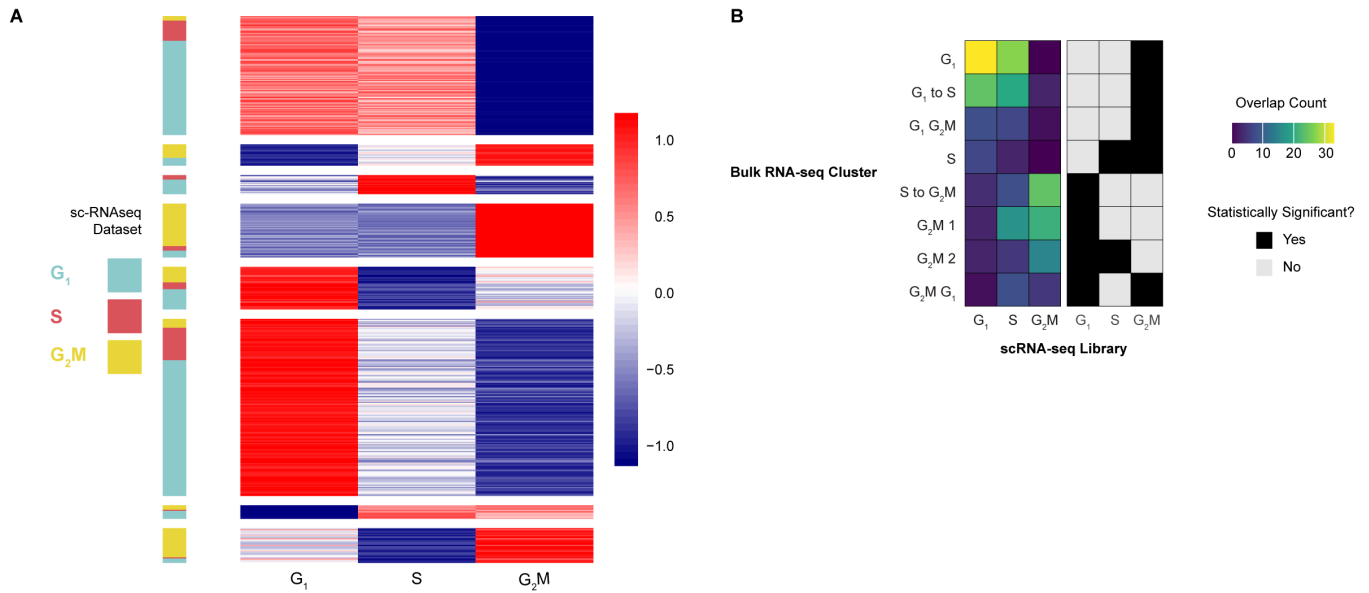 A
sc-RNAseq
Dataset
G₁
S
G₂M
G₁
S
G₂M
1.0
0.5
0.0
−0.5
−1.0
B
Bulk RNA-seq Cluster
G₁
G₁ to S
G₁ G₂M
S
S to G₂M
G₂M 1
G₂M 2
G₂M G₁
G₁ S G₂M
G₁ S G₂M
scRNA-seq Library
Overlap Count
0 10 20 30
Statistically Significant?
Yes
No